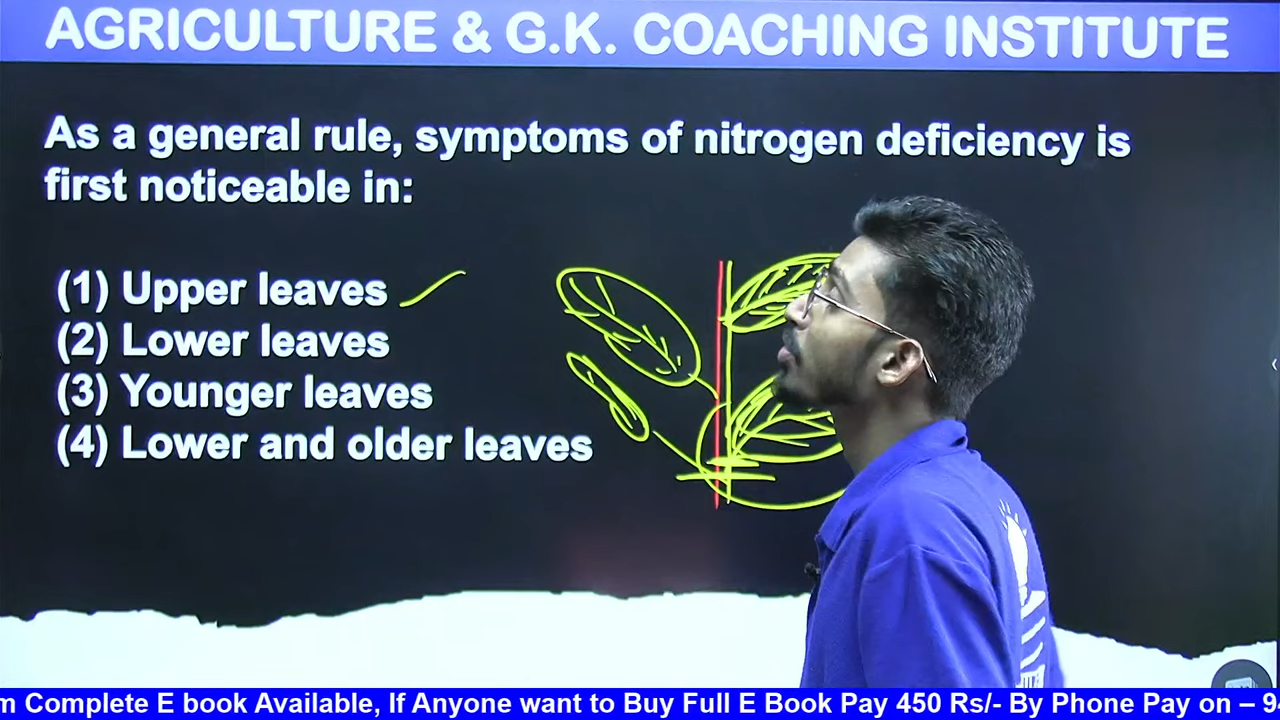 AGRICULTURE & G.K. COACHING INSTITUTE
As a general rule, symptoms of nitrogen deficiency is
first noticeable in:
(1) Upper leaves
(2) Lower leaves
(3) Younger leaves
(4) Lower and older leaves
Complete E book Available, If Anyone want to Buy Full E Book Pay 450 Rs/- By Phone Pay on –